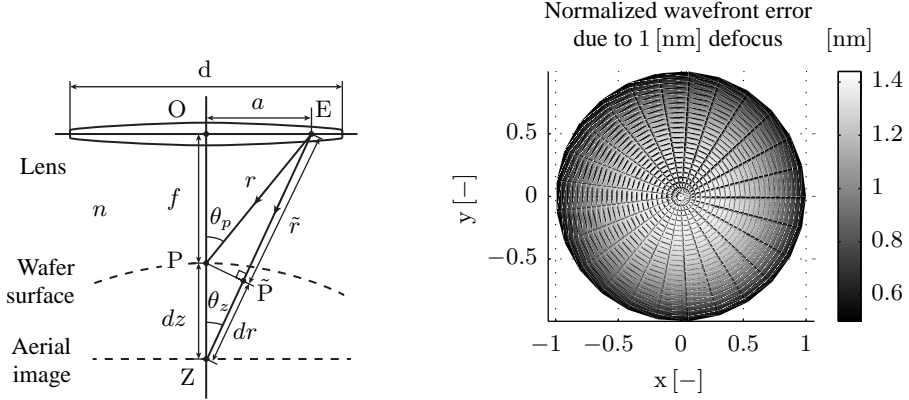 d
O
a
E
Lens
n
f
r
r̃
θp
P
Wafer
surface
P̃
dz
θz
dr
Aerial
image
Z
Normalized wavefront error
due to 1 [nm] defocus
[nm]
1.4
1.2
1
0.8
0.6
y [−]
0.5
0
−0.5
−1
−0.5
0
0.5
1
x [−]